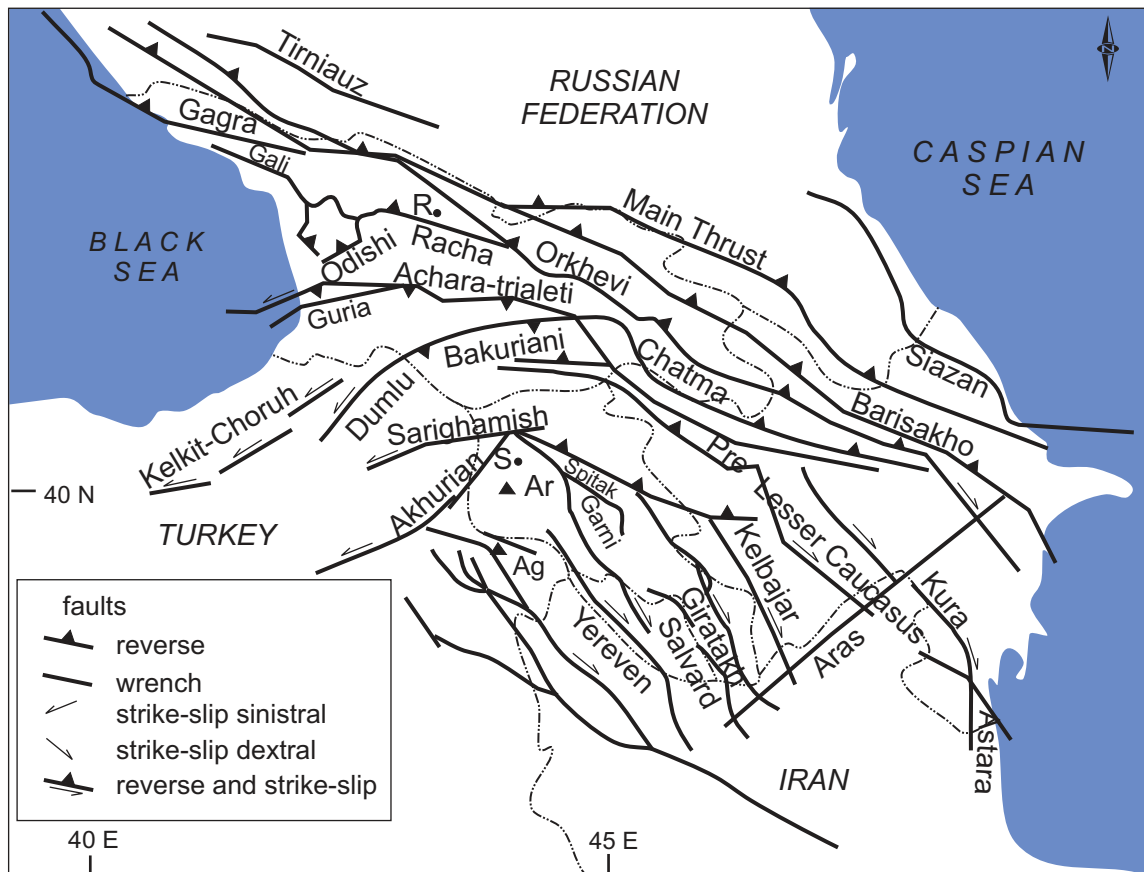 N
Tirniauz
RUSSIAN
FEDERATION
CASPIAN
SEA
Gagra
Gali
BLACK
SEA
R
Main Thrust
Odishi
Racha
Orkhevi
Achara-trialeti
Guria
Bakuriani
Chatma
Siazan
Dumlu
Barisakho
Kelkit-Choruh
Sarighamish
Pre Lesser Caucasus
S
Spitak
40 N
Akhurian
Ar
Garni
TURKEY
Kelbajar
Ag
Kura
Giratakh
Salvard
Yereven
Aras
Astara
IRAN
faults
reverse
wrench
strike-slip sinistral
strike-slip dextral
reverse and strike-slip
40 E
45 E